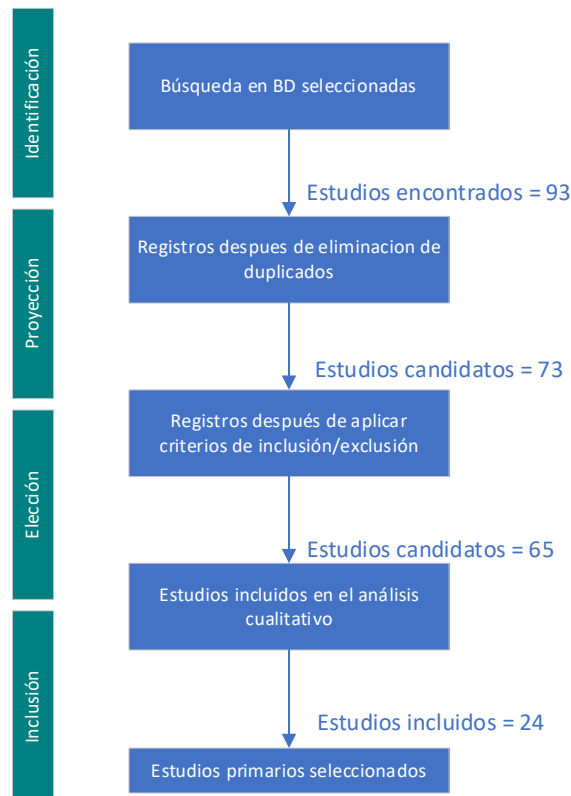 Identificación
Búsqueda en BD seleccionadas
Estudios encontrados = 93
Proyección
Registros despues de eliminacion de
duplicados
Estudios candidatos = 73
Elección
Registros después de aplicar
criterios de inclusión/exclusión
Estudios candidatos = 65
Estudios incluidos en el análisis
cualitativo
Inclusión
Estudios incluidos = 24
Estudios primarios seleccionados